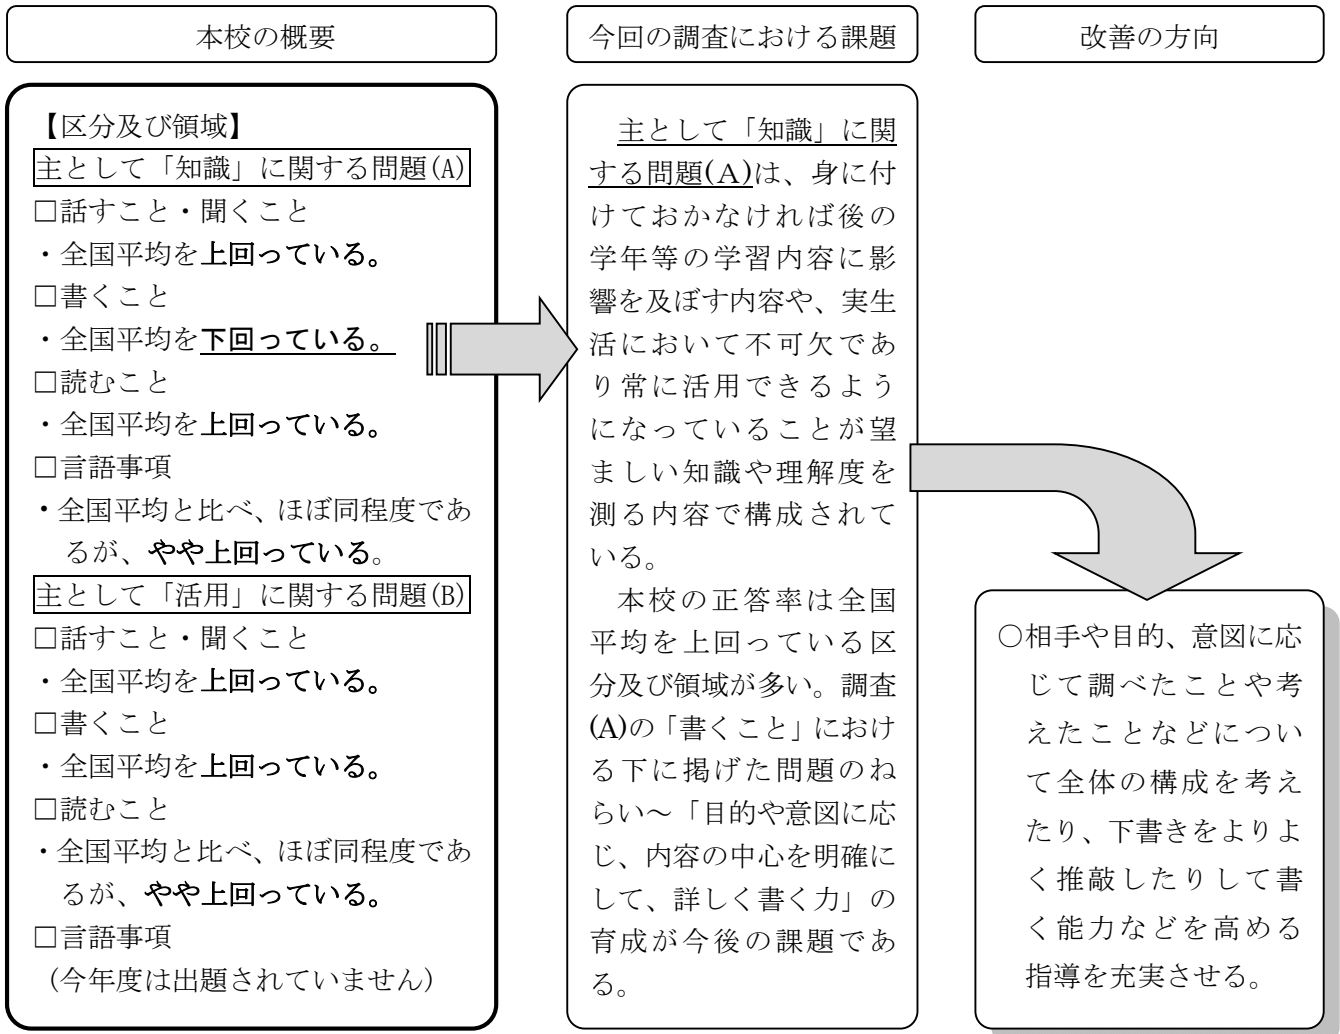 本校の概要
今回の調査における課題
改善の方向
【区分及び領域】
主として「知識」に関する問題(A)
□話すこと・聞くこと
・全国平均を上回っている。
□書くこと
・全国平均を下回っている。
□読むこと
・全国平均を上回っている。
□言語事項
・全国平均と比べ、ほぼ同程度であ
るが、やや上回っている。
主として「活用」に関する問題(B)
□話すこと・聞くこと
・全国平均を上回っている。
□書くこと
・全国平均を上回っている。
□読むこと
・全国平均と比べ、ほぼ同程度であ
るが、やや上回っている。
□言語事項
（今年度は出題されていません）
主として「知識」に関
する問題(A)は、身に付
けておかなければ後の
学年等の学習内容に影
響を及ぼす内容や、実生
活において不可欠であ
り常に活用できるよう
になっていることが望
ましい知識や理解度を
測る内容で構成されて
いる。
本校の正答率は全国
平均を上回っている区
分及び領域が多い。調査
(A)の「書くこと」におけ
る下に掲げた問題のね
らい～「目的や意図に応
じ、内容の中心を明確に
して、詳しく書く力」の
育成が今後の課題であ
る。
○相手や目的、意図に応
じて調べたことや考
えたことなどについ
て全体の構成を考え
たり、下書きをよりよ
く推敲したりして書
く能力などを高める
指導を充実させる。